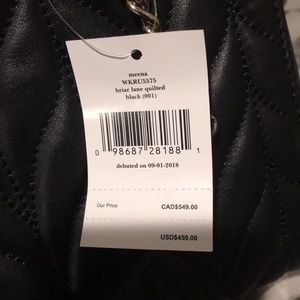 meena
WKRU5575
briar lane quilted
black (001)
0 98687 28188 1
debuted on 09-01-2018
Our Price CAD$549.00
USD$459.00